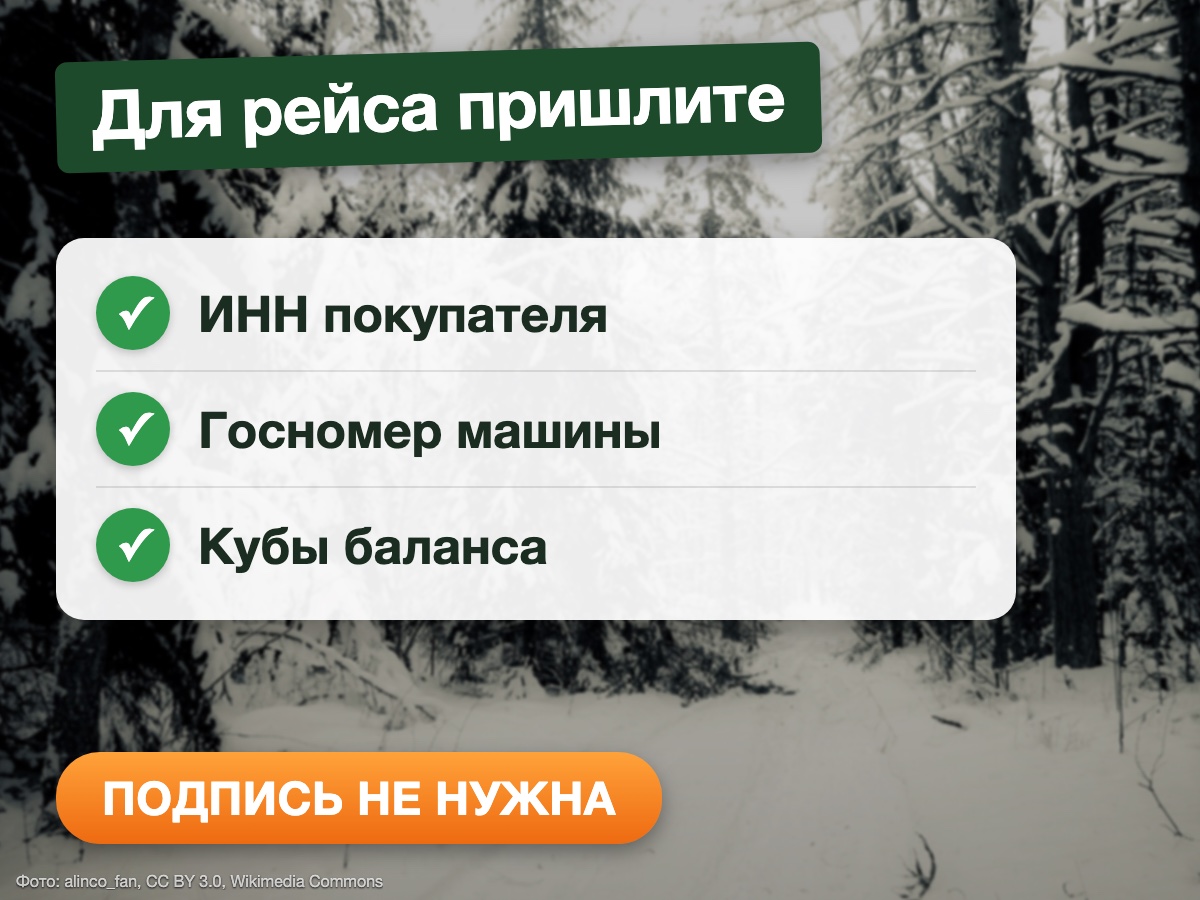 Для рейса пришлите
ИНН покупателя
Госномер машины
Кубы баланса
ПОДПИСЬ НЕ НУЖНА
Фото: alinco_fan, CC BY 3.0, Wikimedia Commons